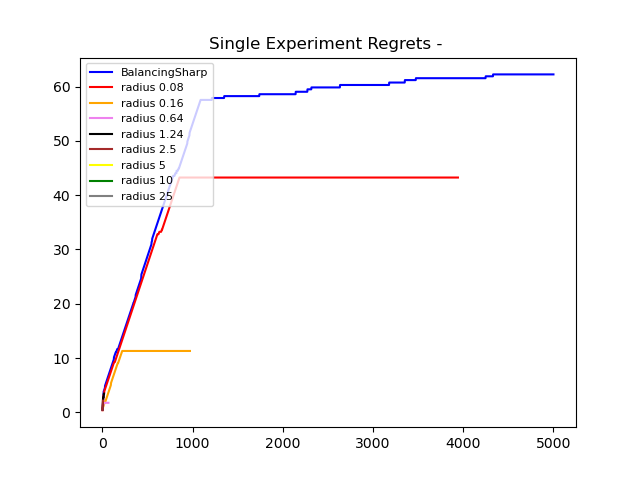 Single Experiment Regrets -
BalancingSharp
radius 0.08
radius 0.16
radius 0.64
radius 1.24
radius 2.5
radius 5
radius 10
radius 25
60
50
40
30
20
10
0
0 1000 2000 3000 4000 5000